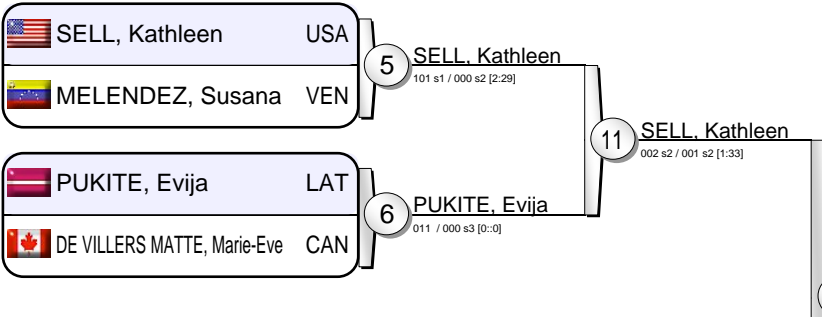 SELL, Kathleen USA
MELENDEZ, Susana VEN
5
SELL, Kathleen
101 s1 / 000 s2 [2:29]
PUKITE, Evija LAT
DE VILLERS MATTE, Marie-Eve CAN
6
PUKITE, Evija
011 / 000 s3 [0::0]
11
SELL, Kathleen
002 s2 / 001 s2 [1:33]